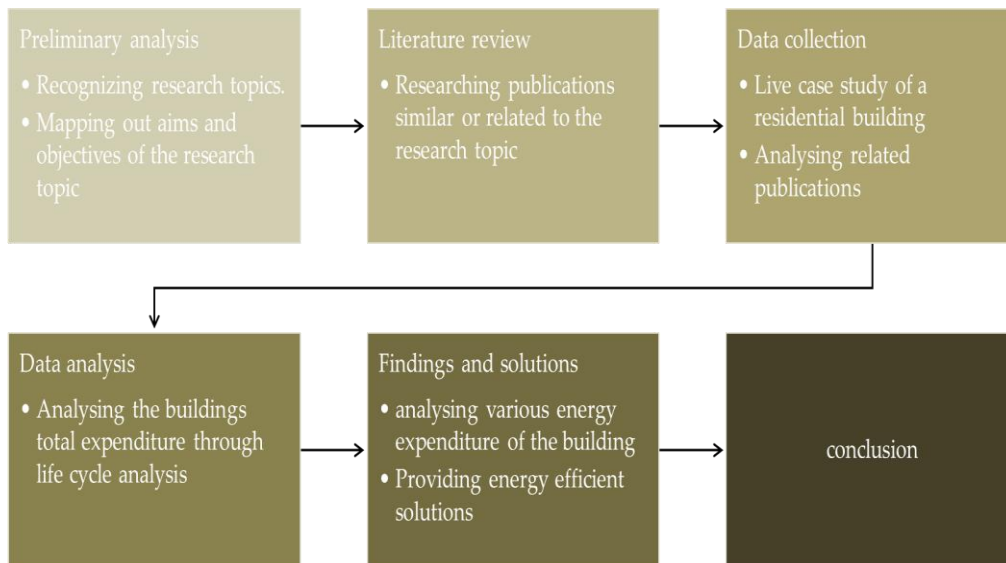 Preliminary analysis
• Recognizing research topics.
• Mapping out aims and
objectives of the research
topic
Literature review
• Researching publications
similar or related to the
research topic
Data collection
• Live case study of a
residential building
• Analysing related
publications
Data analysis
• Analysing the buildings
total expenditure through
life cycle analysis
Findings and solutions
• analysing various energy
expenditure of the building
• Providing energy efficient
solutions
conclusion